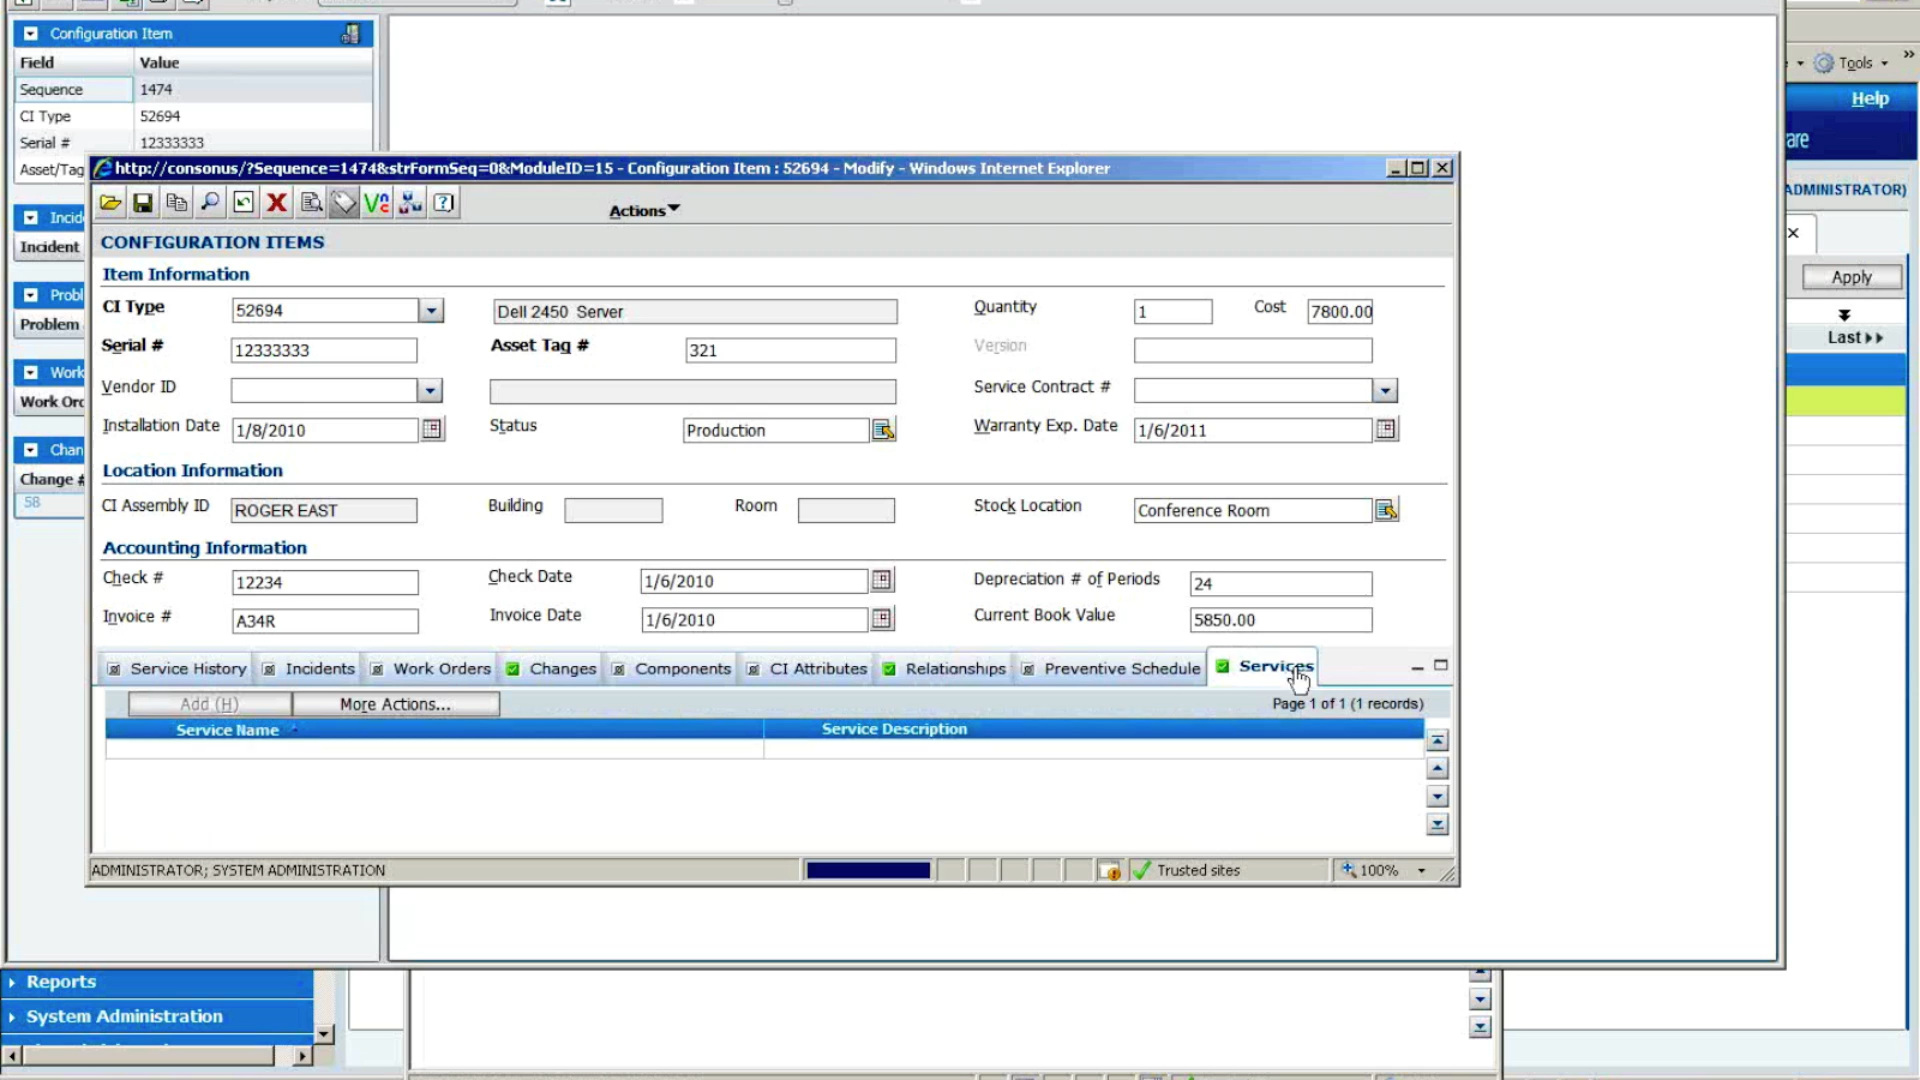 Configuration Item
Field Value
Sequence 1474
CI Type 52694
Serial # 12333333
Asset/Tag
Incident
Problem
Work
Change #
58
http://consonus/?Sequence=1474&strFormSeq=0&ModuleID=15 - Configuration Item : 52694 - Modify - Windows Internet Explorer
Actions
CONFIGURATION ITEMS
Item Information
CI Type 52694 Dell 2450 Server Quantity 1 Cost 7800.00
Serial # 12333333 Asset Tag # 321 Version
Vendor ID Service Contract #
Installation Date 1/8/2010 Status Production Warranty Exp. Date 1/6/2011
Location Information
CI Assembly ID ROGER EAST Building Room Stock Location Conference Room
Accounting Information
Check # 12234 Check Date 1/6/2010 Depreciation # of Periods 24
Invoice # A34R Invoice Date 1/6/2010 Current Book Value 5850.00
Service History Incidents Work Orders Changes Components CI Attributes Relationships Preventive Schedule Services
Add (H) More Actions... Page 1 of 1 (1 records)
Service Name Service Description
ADMINISTRATOR; SYSTEM ADMINISTRATION Trusted sites 100%
Reports
System Administration
Tools
Help
ADMINISTRATOR)
Apply
Last